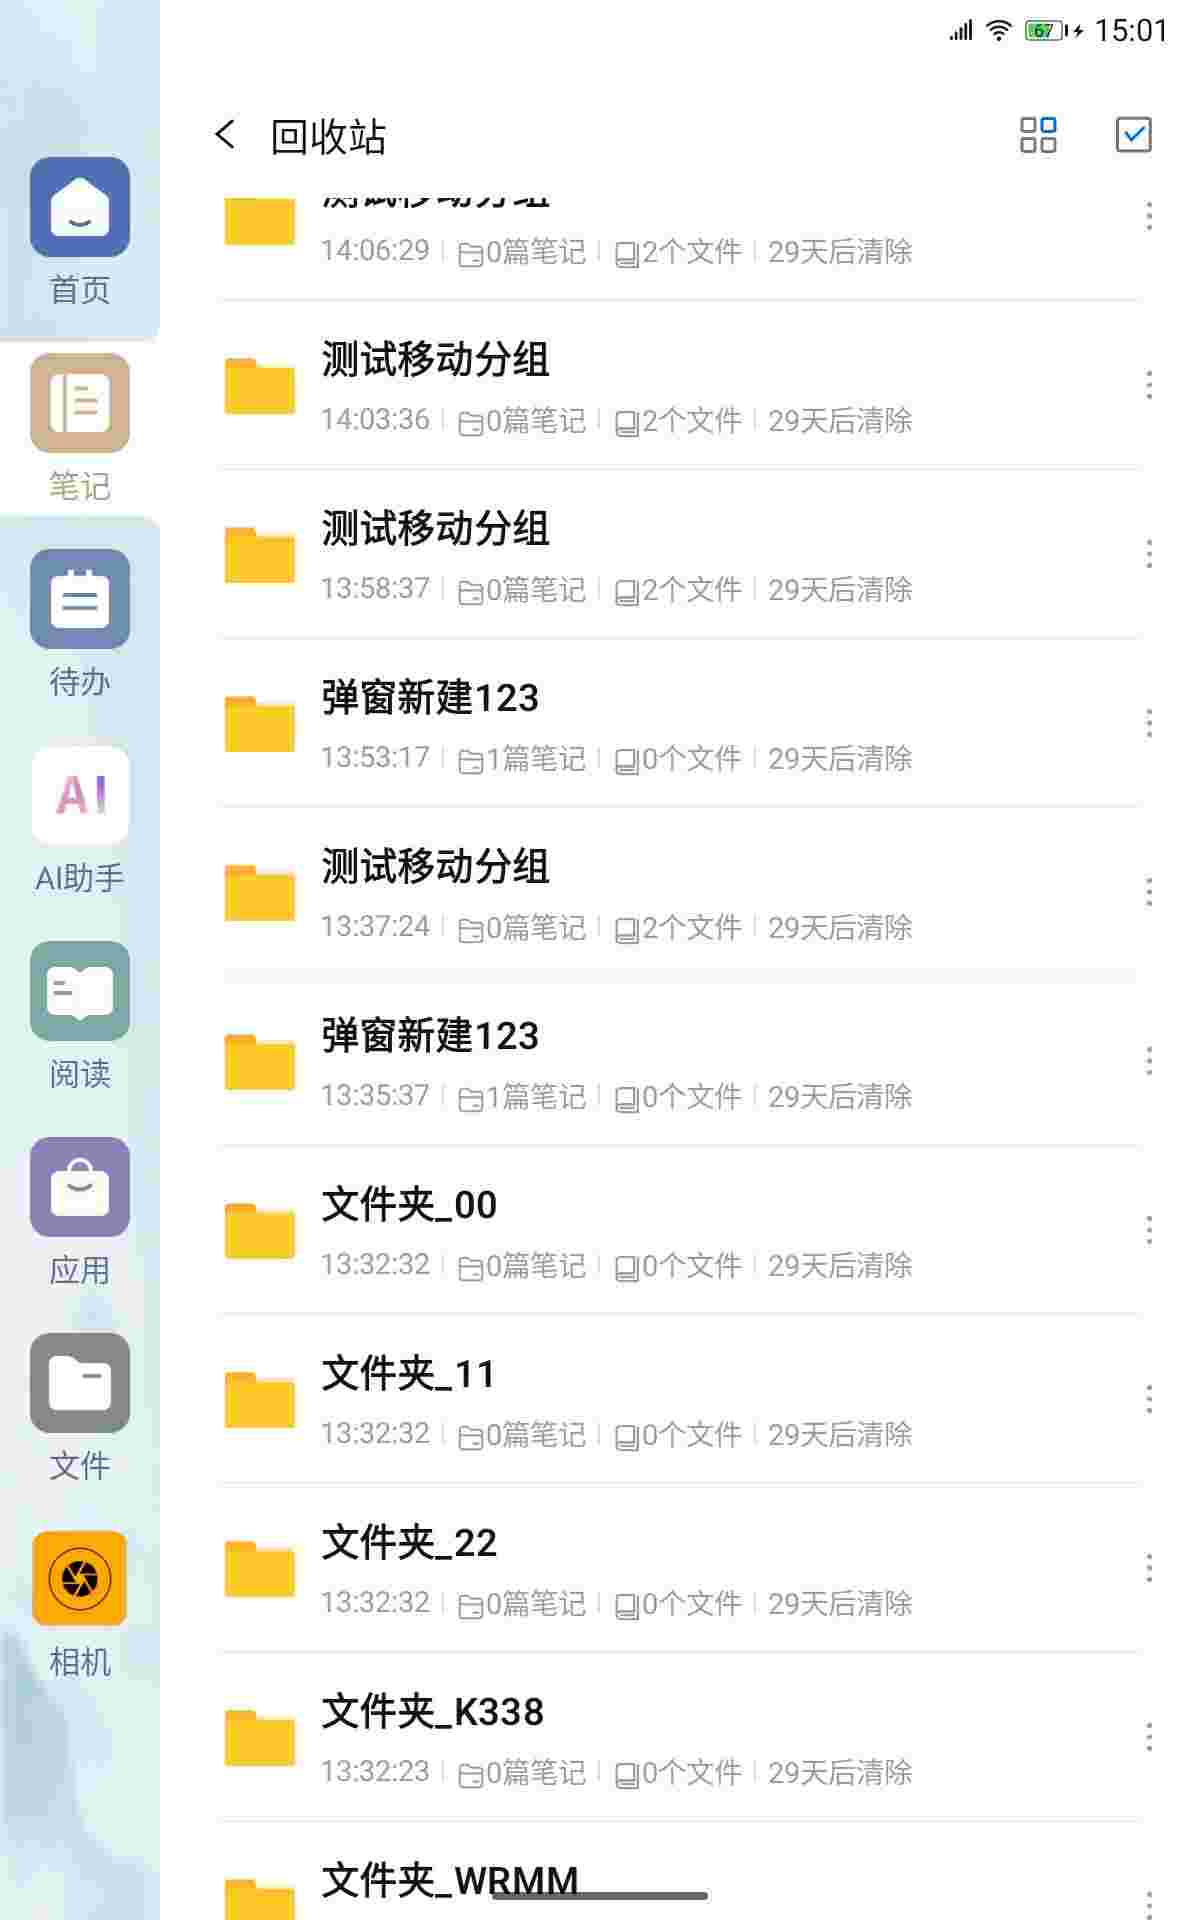 67 15:01
回收站
测试移动分组
14:06:29 0篇笔记 2个文件 29天后清除
测试移动分组
14:03:36 0篇笔记 2个文件 29天后清除
测试移动分组
13:58:37 0篇笔记 2个文件 29天后清除
弹窗新建123
13:53:17 1篇笔记 0个文件 29天后清除
测试移动分组
13:37:24 0篇笔记 2个文件 29天后清除
弹窗新建123
13:35:37 1篇笔记 0个文件 29天后清除
文件夹_00
13:32:32 0篇笔记 0个文件 29天后清除
文件夹_11
13:32:32 0篇笔记 0个文件 29天后清除
文件夹_22
13:32:32 0篇笔记 0个文件 29天后清除
文件夹_K338
13:32:23 0篇笔记 0个文件 29天后清除
文件夹_WRMM
首页
笔记
待办
AI
AI助手
阅读
应用
文件
相机